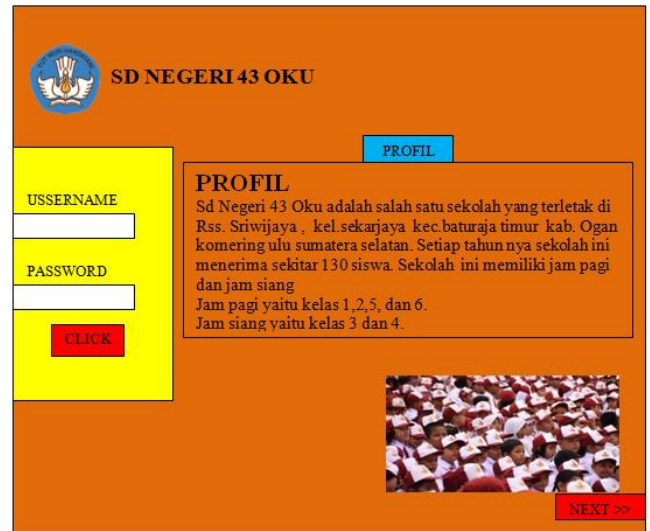 SD NEGERI 43 OKU
PROFIL
USSERNAME
PASSWORD
CLICK
PROFIL
Sd Negeri 43 Oku adalah salah satu sekolah yang terletak di
Rss. Sriwijaya , kel.sekarjaya kec.baturaja timur kab. Ogan
komering ulu sumatera selatan. Setiap tahun nya sekolah ini
menerima sekitar 130 siswa. Sekolah ini memiliki jam pagi
dan jam siang
Jam pagi yaitu kelas 1,2,5, dan 6.
Jam siang yaitu kelas 3 dan 4.
NEXT >>